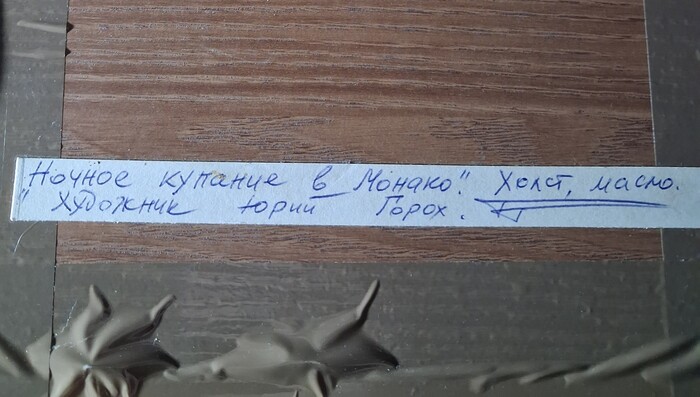 "Ночное купание в Монако". Холст, масло.
Художник Юрий Горох.